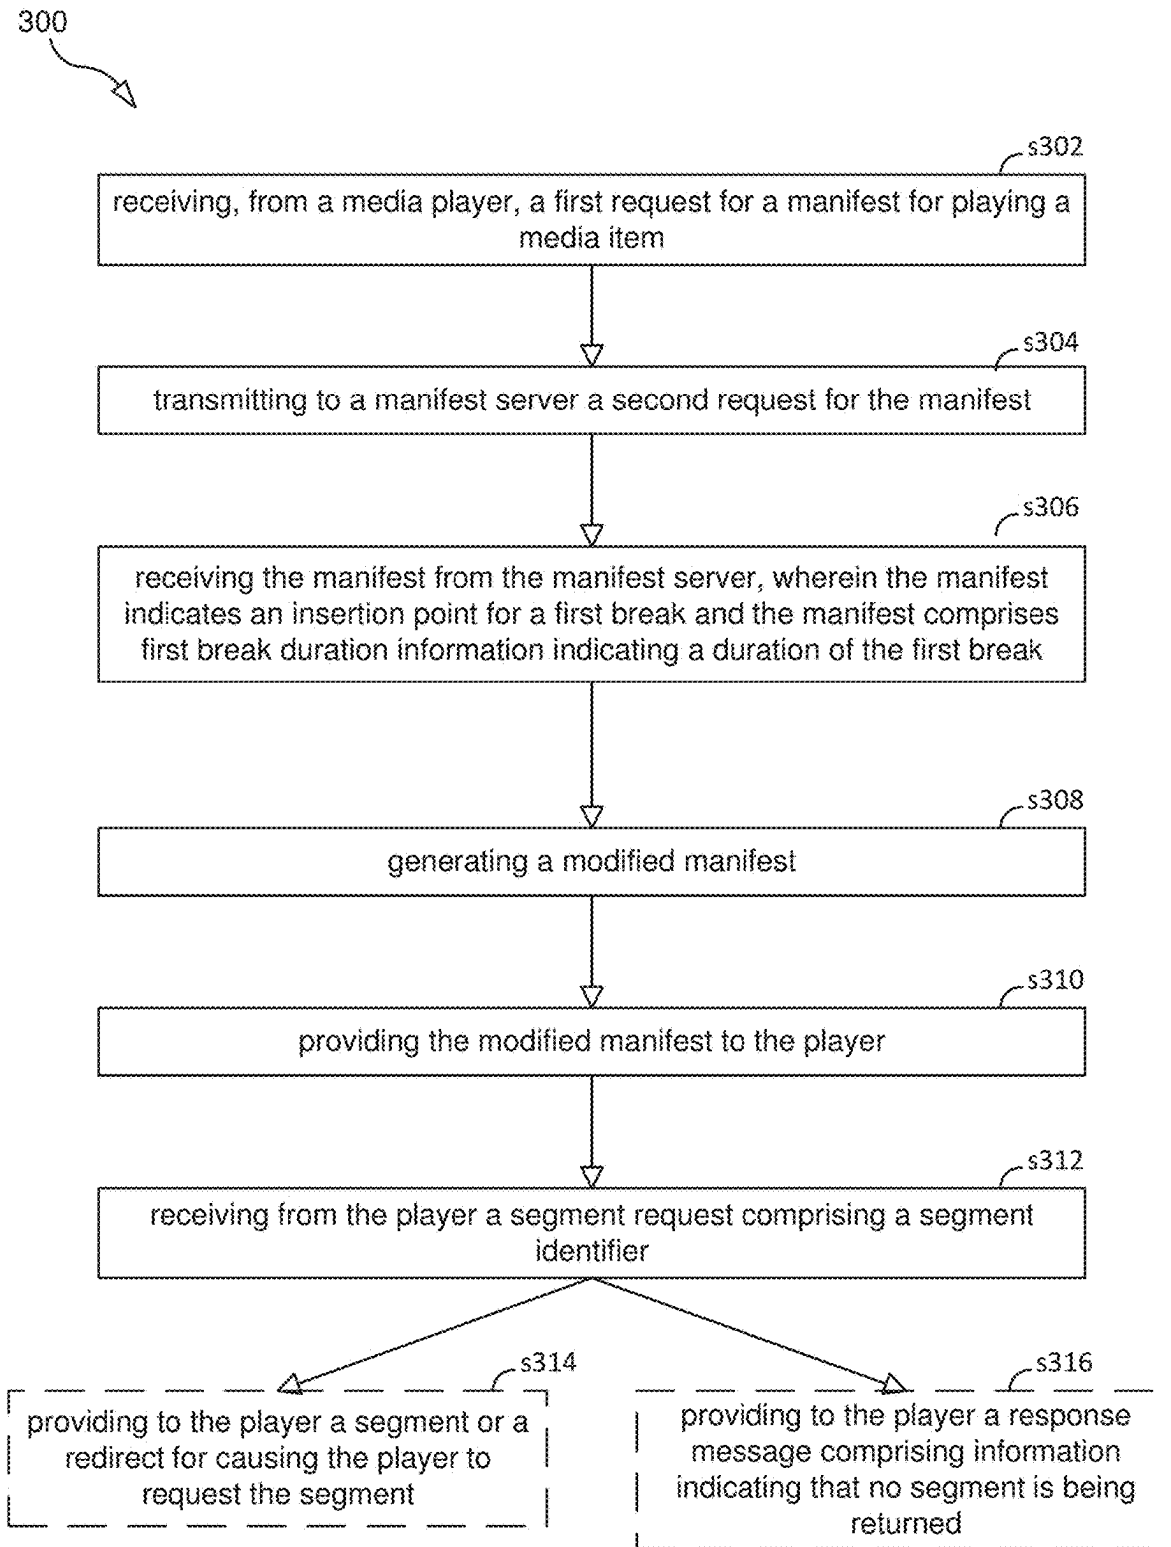 300
s302
receiving, from a media player, a first request for a manifest for playing a
media item
s304
transmitting to a manifest server a second request for the manifest
s306
receiving the manifest from the manifest server, wherein the manifest
indicates an insertion point for a first break and the manifest comprises
first break duration information indicating a duration of the first break
s308
generating a modified manifest
s310
providing the modified manifest to the player
s312
receiving from the player a segment request comprising a segment
identifier
s314
providing to the player a segment or a
redirect for causing the player to
request the segment
s316
providing to the player a response
message comprising information
indicating that no segment is being
returned